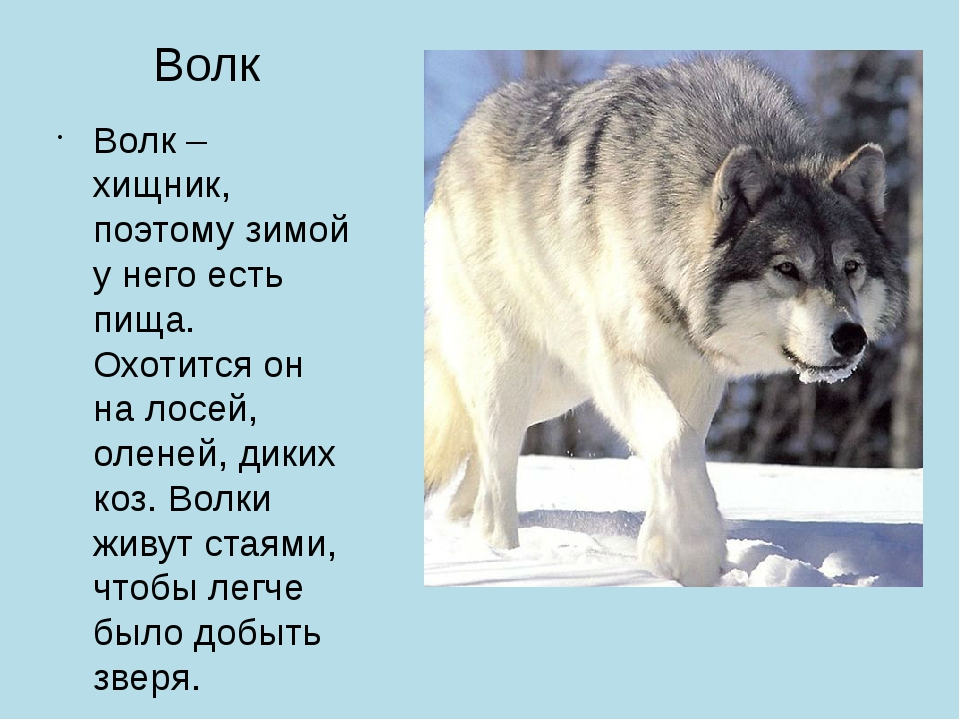 Волк
Волк –
хищник,
поэтому зимой
у него есть
пища.
Охотится он
на лосей,
оленей, диких
коз. Волки
живут стаями,
чтобы легче
было добыть
зверя.